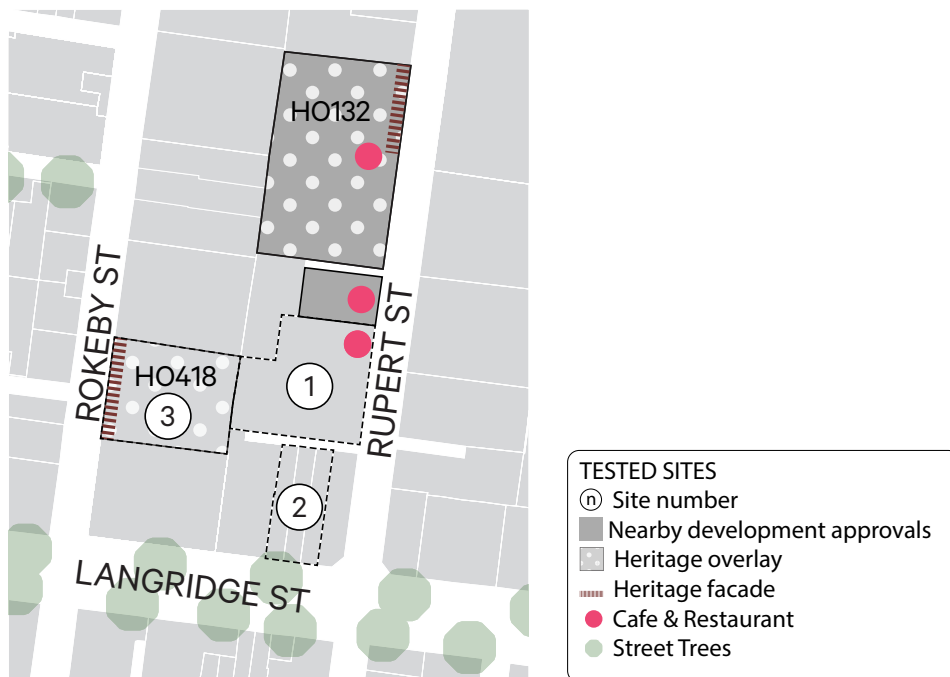 HO132
ROKEBY ST
RUPERT ST
HO418
1
3
2
LANGRIDGE ST
TESTED SITES
n Site number
Nearby development approvals
Heritage overlay
Heritage facade
Cafe & Restaurant
Street Trees